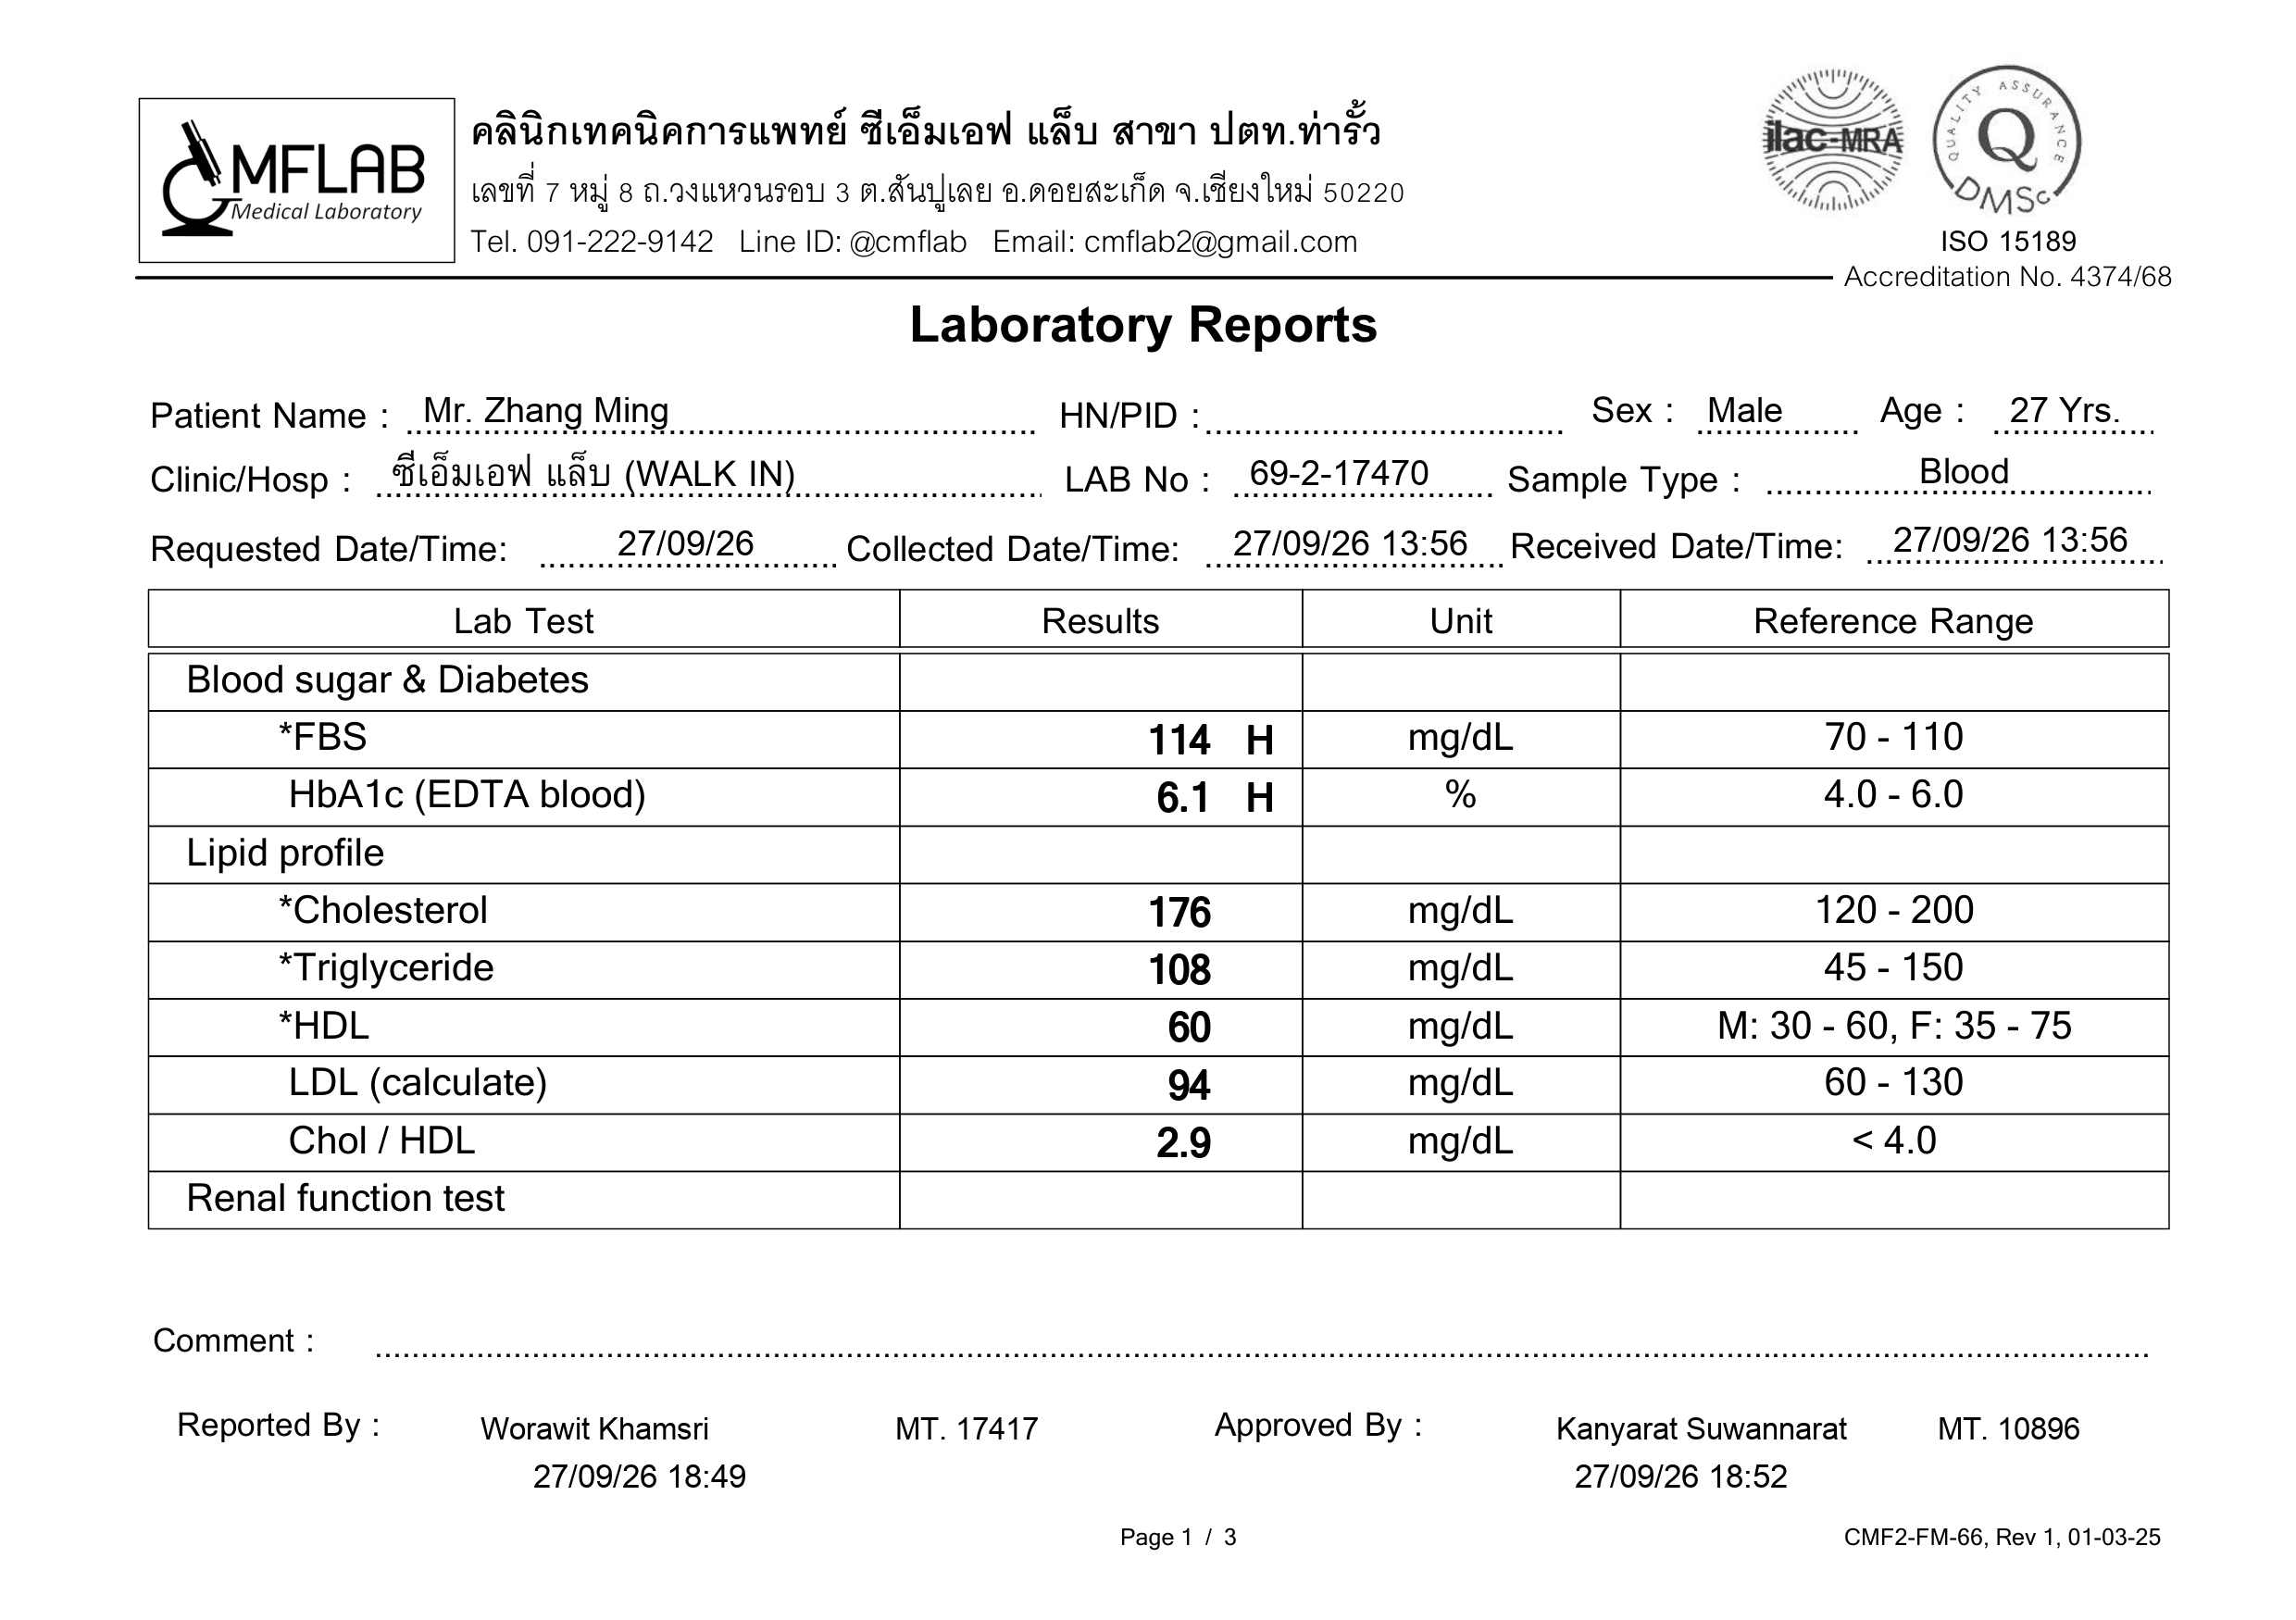 MFLAB
Medical Laboratory
คลินิกเทคนิคการแพทย์ ซีเอ็มเอฟ แล็บ สาขา ปตท.ท่ารั้ว
เลขที่ 7 หมู่ 8 ถ.วงแหวนรอบ 3 ต.สันปูเลย อ.ดอยสะเก็ด จ.เชียงใหม่ 50220
Tel. 091-222-9142 Line ID: @cmflab Email: cmflab2@gmail.com
ilac-MRA
QUALITY ASSURANCE
Q
DMSc
ISO 15189
Accreditation No. 4374/68
Laboratory Reports
Patient Name : Mr. Zhang Ming HN/PID : Sex : Male Age : 27 Yrs.
Clinic/Hosp : ซีเอ็มเอฟ แล็บ (WALK IN) LAB No : 69-2-17470 Sample Type : Blood
Requested Date/Time: 27/09/26 Collected Date/Time: 27/09/26 13:56 Received Date/Time: 27/09/26 13:56
Lab Test Results Unit Reference Range
Blood sugar & Diabetes
*FBS 114 H mg/dL 70 - 110
HbA1c (EDTA blood) 6.1 H % 4.0 - 6.0
Lipid profile
*Cholesterol 176 mg/dL 120 - 200
*Triglyceride 108 mg/dL 45 - 150
*HDL 60 mg/dL M: 30 - 60, F: 35 - 75
LDL (calculate) 94 mg/dL 60 - 130
Chol / HDL 2.9 mg/dL < 4.0
Renal function test
Comment :
Reported By : Worawit Khamsri MT. 17417 Approved By : Kanyarat Suwannarat MT. 10896
27/09/26 18:49 27/09/26 18:52
Page 1 / 3 CMF2-FM-66, Rev 1, 01-03-25